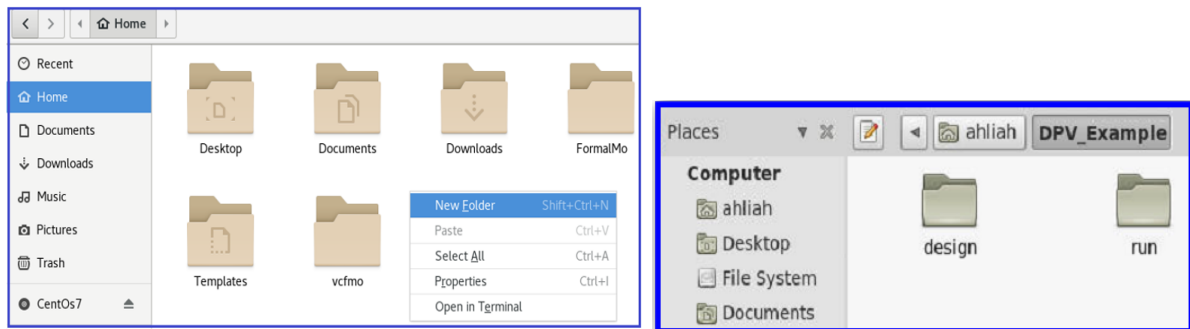 Home
Recent
Home
Documents
Downloads
Music
Pictures
Trash
CentOs7
Desktop
Documents
Downloads
FormalMo
Templates
vcfmo
New Folder Shift+Ctrl+N
Paste Ctrl+V
Select All Ctrl+A
Properties Ctrl+I
Open in Terminal
Places
ahliah
DPV_Example
Computer
ahliah
Desktop
File System
Documents
design
run